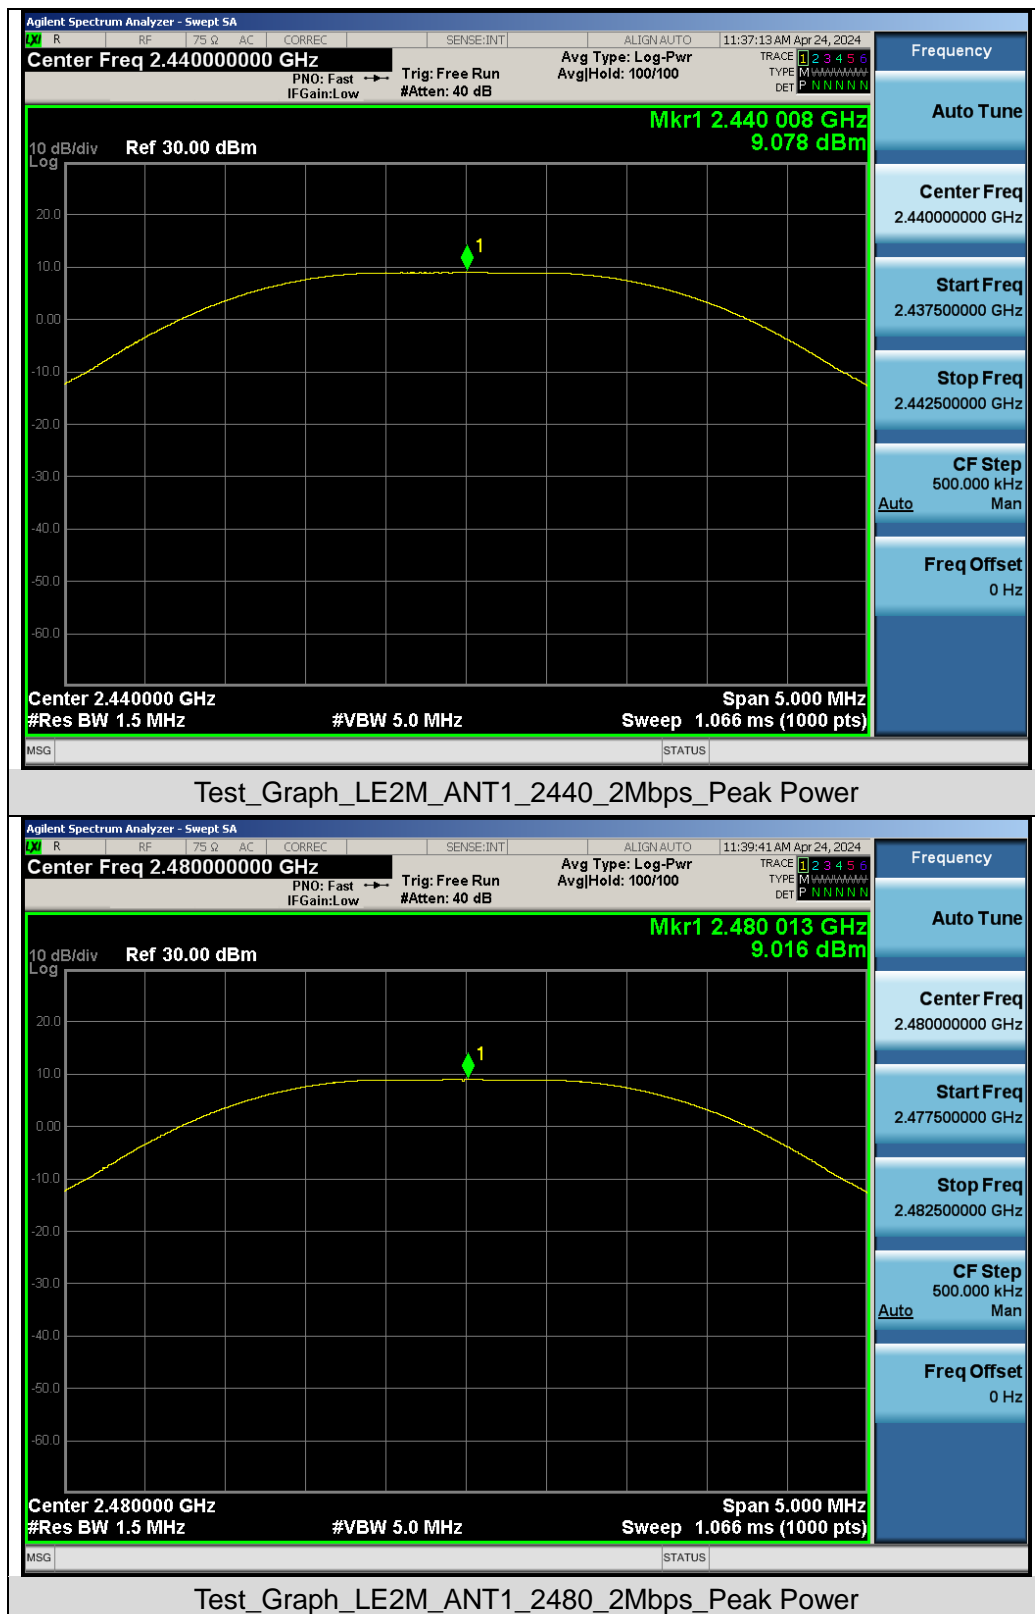 Agilent Spectrum Analyzer - Swept SA
LXI R RF 75 Ω AC CORREC SENSE:INT ALIGN AUTO 11:37:13 AM Apr 24, 2024
Center Freq 2.440000000 GHz
PNO: Fast
IFGain:Low
Trig: Free Run
#Atten: 40 dB
Avg Type: Log-Pwr
Avg|Hold: 100/100
TRACE 1 2 3 4 5 6
TYPE M WWWWW
DET P N N N N N
Frequency
Auto Tune
Center Freq
2.440000000 GHz
Start Freq
2.437500000 GHz
Stop Freq
2.442500000 GHz
CF Step
500.000 kHz
Auto Man
Freq Offset
0 Hz
Mkr1 2.440 008 GHz
9.078 dBm
10 dB/div Ref 30.00 dBm
Log
20.0
1
10.0
0.00
-10.0
-20.0
-30.0
-40.0
-50.0
-60.0
Center 2.440000 GHz Span 5.000 MHz
#Res BW 1.5 MHz #VBW 5.0 MHz Sweep 1.066 ms (1000 pts)
MSG STATUS
Test_Graph_LE2M_ANT1_2440_2Mbps_Peak Power
Agilent Spectrum Analyzer - Swept SA
LXI R RF 75 Ω AC CORREC SENSE:INT ALIGN AUTO 11:39:41 AM Apr 24, 2024
Center Freq 2.480000000 GHz
PNO: Fast
IFGain:Low
Trig: Free Run
#Atten: 40 dB
Avg Type: Log-Pwr
Avg|Hold: 100/100
TRACE 1 2 3 4 5 6
TYPE M WWWWW
DET P N N N N N
Frequency
Auto Tune
Center Freq
2.480000000 GHz
Start Freq
2.477500000 GHz
Stop Freq
2.482500000 GHz
CF Step
500.000 kHz
Auto Man
Freq Offset
0 Hz
Mkr1 2.480 013 GHz
9.016 dBm
10 dB/div Ref 30.00 dBm
Log
20.0
1
10.0
0.00
-10.0
-20.0
-30.0
-40.0
-50.0
-60.0
Center 2.480000 GHz Span 5.000 MHz
#Res BW 1.5 MHz #VBW 5.0 MHz Sweep 1.066 ms (1000 pts)
MSG STATUS
Test_Graph_LE2M_ANT1_2480_2Mbps_Peak Power